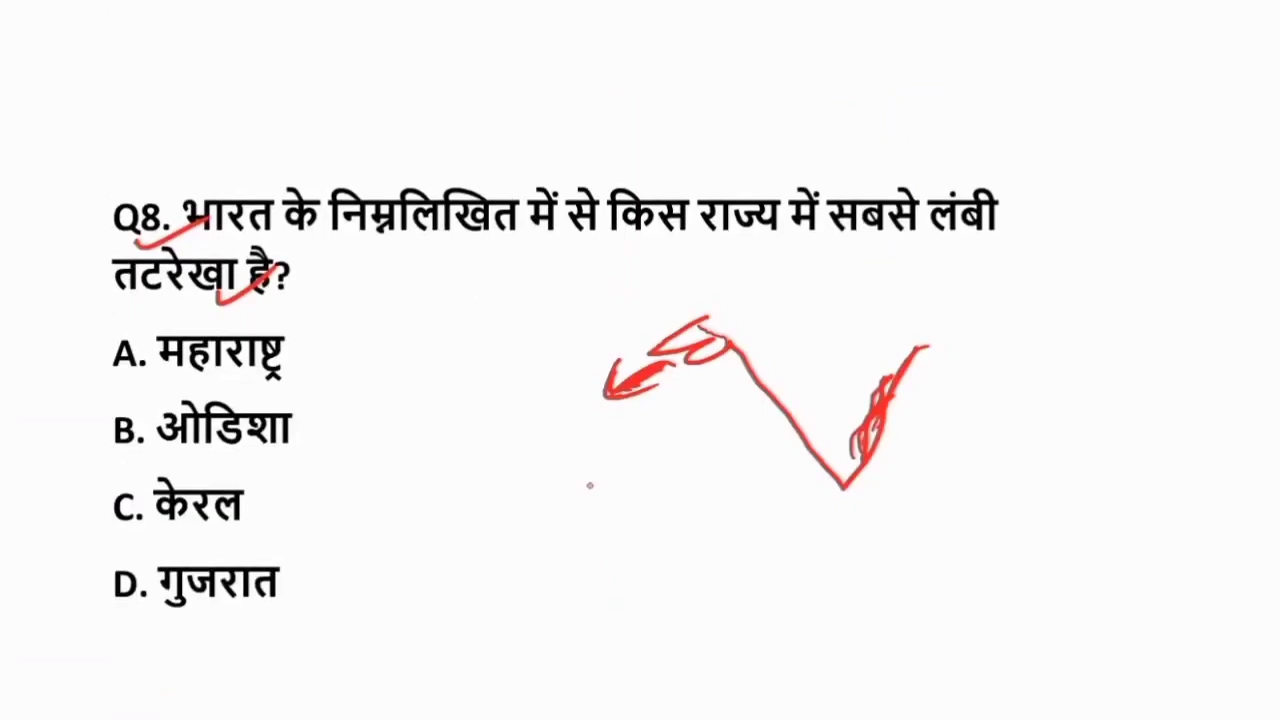 Q8. भारत के निम्नलिखित में से किस राज्य में सबसे लंबी
तटरेखा है?
A. महाराष्ट्र
B. ओडिशा
C. केरल
D. गुजरात